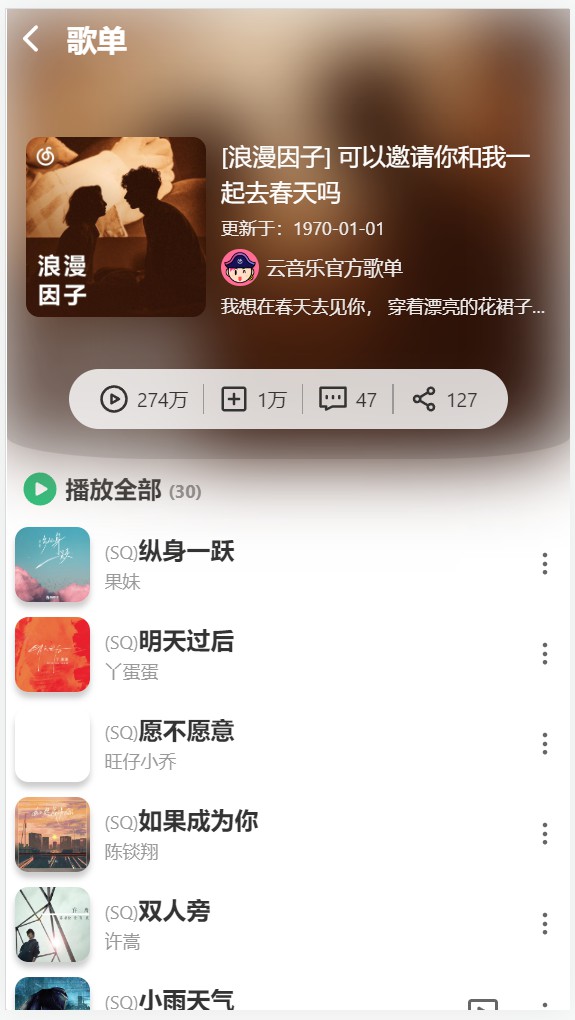 歌单
浪漫
因子
[浪漫因子] 可以邀请你和我一
起去春天吗
更新于：1970-01-01
云音乐官方歌单
我想在春天去见你， 穿着漂亮的花裙子...
274万
1万
47
127
播放全部 (30)
(SQ)纵身一跃
果妹
(SQ)明天过后
丫蛋蛋
(SQ)愿不愿意
旺仔小乔
(SQ)如果成为你
陈锬翔
(SQ)双人旁
许嵩
(SQ)小雨天气